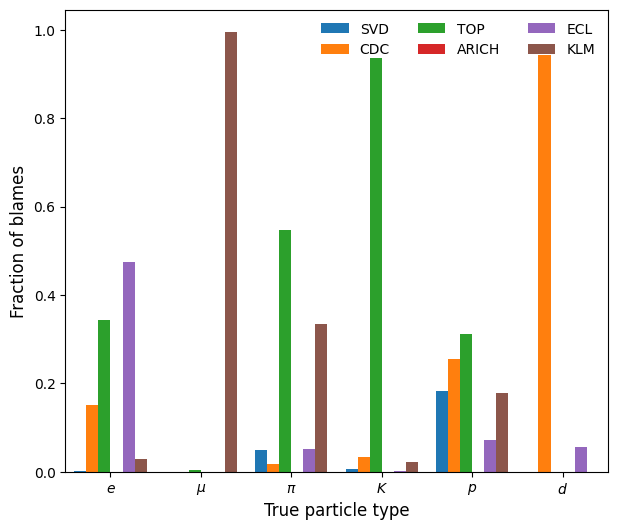 SVD TOP ECL
CDC ARICH KLM
1.0
0.8
0.6
0.4
0.2
0.0
Fraction of blames
e μ π K p d
True particle type